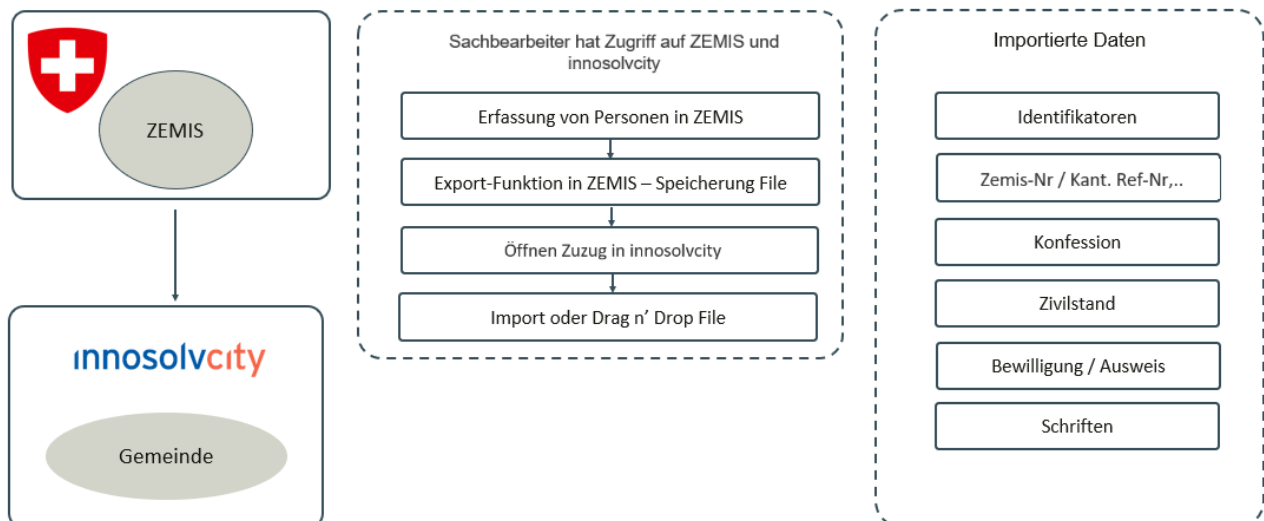 ZEMIS
innosolvcity
Gemeinde
Sachbearbeiter hat Zugriff auf ZEMIS und
innosolvcity
Erfassung von Personen in ZEMIS
Export-Funktion in ZEMIS – Speicherung File
Öffnen Zuzug in innosolvcity
Import oder Drag n’ Drop File
Importierte Daten
Identifikatoren
Zemis-Nr / Kant. Ref-Nr,..
Konfession
Zivilstand
Bewilligung / Ausweis
Schriften